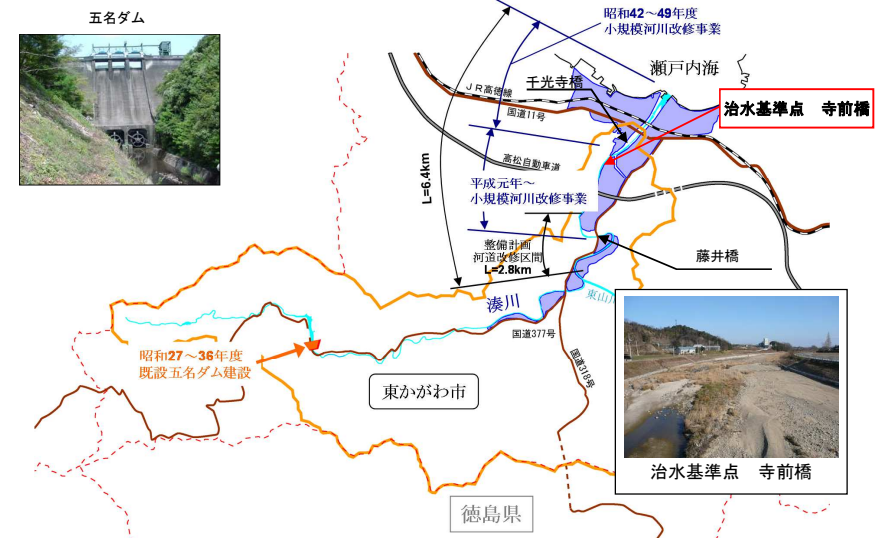 五名ダム
昭和42～49年度
小規模河川改修事業
瀬戸内海
千光寺橋
JR高徳線
国道11号
治水基準点　寺前橋
高松自動車道
L=6.4km
平成元年～
小規模河川改修事業
整備計画
河道改修区間
L=2.8km
藤井橋
東山川
湊川
国道377号
昭和27～36年度
既設五名ダム建設
国道318号
東かがわ市
治水基準点　寺前橋
徳島県